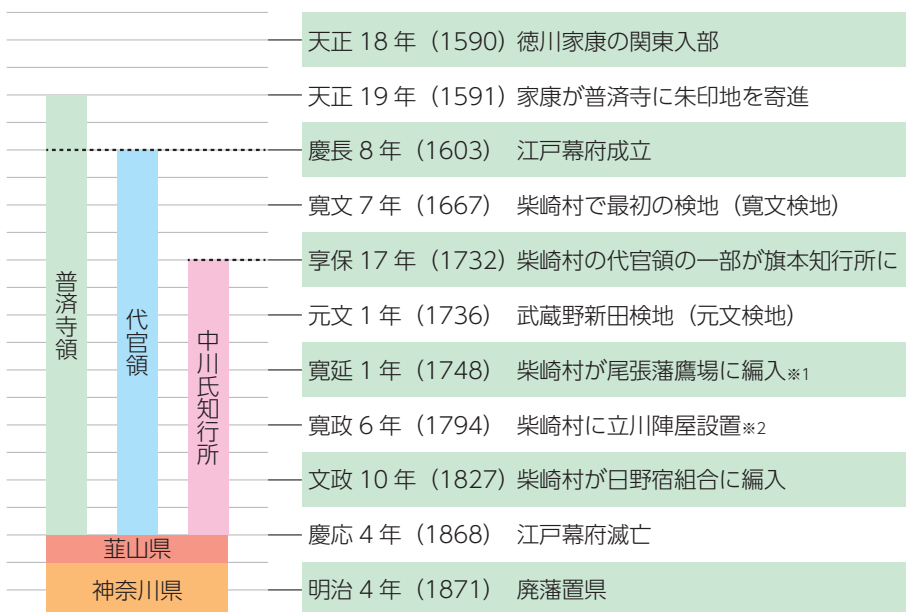 天正 18 年（1590）徳川家康の関東入部
天正 19 年（1591）家康が普済寺に朱印地を寄進
慶長 8 年（1603） 江戸幕府成立
寛文 7 年（1667） 柴崎村で最初の検地（寛文検地）
享保 17 年（1732）柴崎村の代官領の一部が旗本知行所に
元文 1 年（1736） 武蔵野新田検地（元文検地）
寛延 1 年（1748） 柴崎村が尾張藩鷹場に編入※1
寛政 6 年（1794） 柴崎村に立川陣屋設置※2
文政 10 年（1827）柴崎村が日野宿組合に編入
慶応 4 年（1868） 江戸幕府滅亡
明治 4 年（1871） 廃藩置県
普済寺領
代官領
中川氏知行所
韮山県
神奈川県